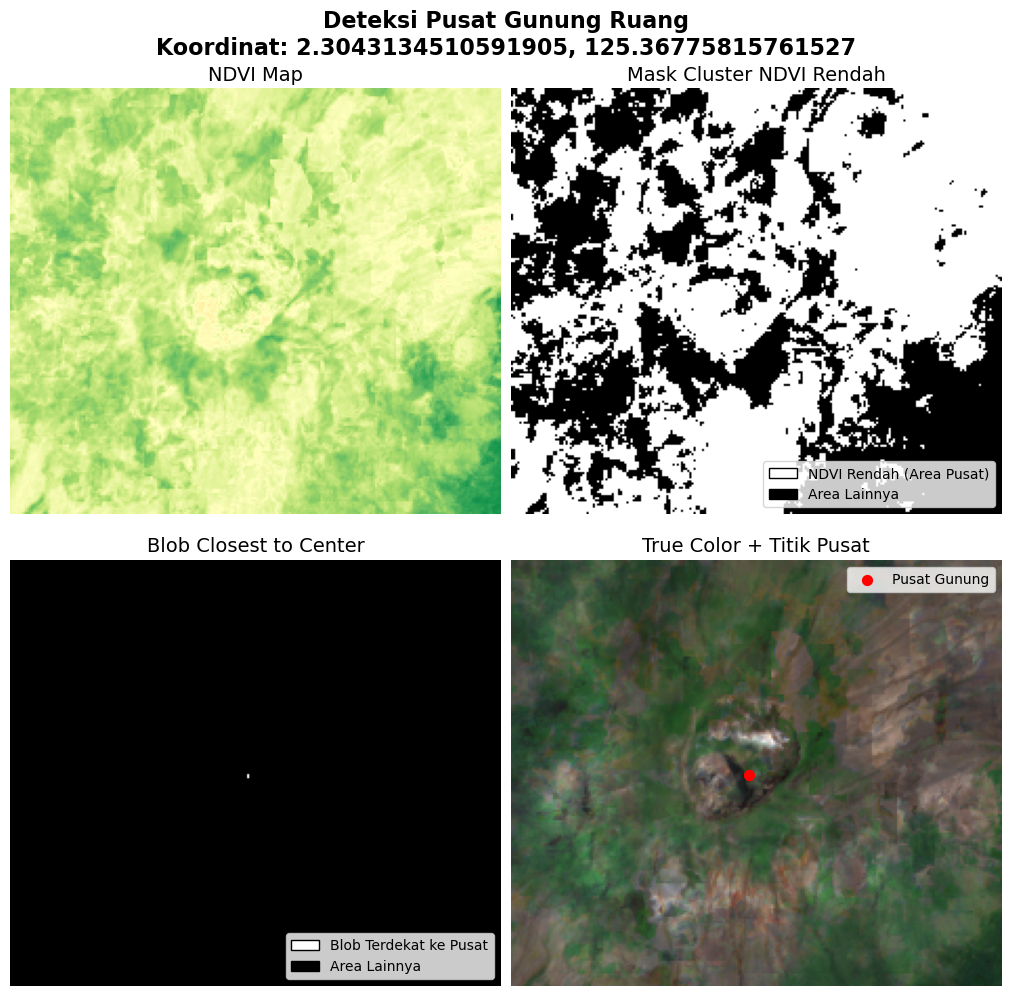 Deteksi Pusat Gunung Ruang
Koordinat: 2.3043134510591905, 125.36775815761527
NDVI Map
Mask Cluster NDVI Rendah
NDVI Rendah (Area Pusat)
Area Lainnya
Blob Closest to Center
True Color + Titik Pusat
Pusat Gunung
Blob Terdekat ke Pusat
Area Lainnya